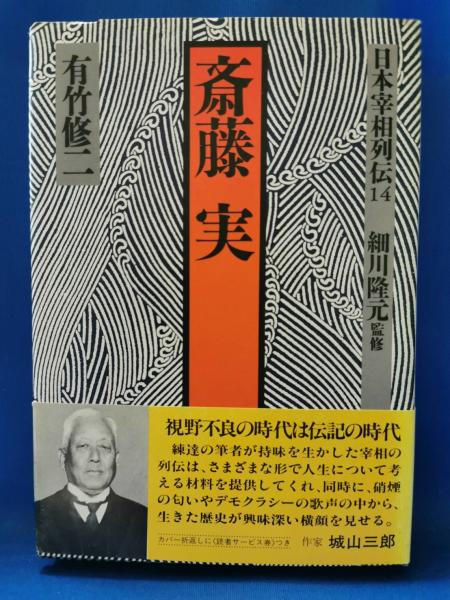 日本宰相列伝14 細川隆元監修
斎藤 実
有竹修二
視野不良の時代は伝記の時代
練達の筆者が持味を生かした宰相の
列伝は、さまざまな形で人生について考
える材料を提供してくれ、同時に、硝煙
の匂いやデモクラシーの歌声の中から、
生きた歴史が興味深い横顔を見せる。
カバー折返しに〈読者サービス券〉つき 作家 城山三郎